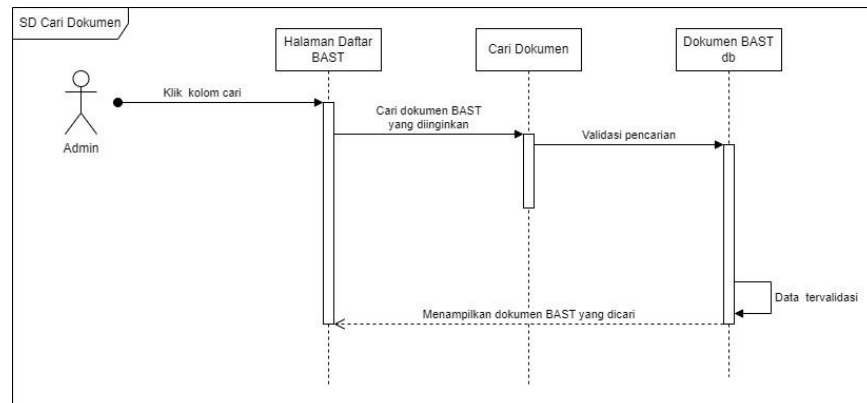 SD Cari Dokumen
Halaman Daftar
BAST
Cari Dokumen
Dokumen BAST
db
Klik kolom cari
Admin
Cari dokumen BAST
yang diinginkan
Validasi pencarian
Data tervalidasi
Menampilkan dokumen BAST yang dicari